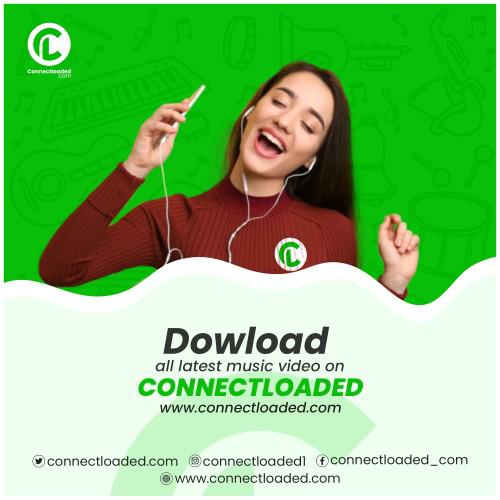 Connectloaded
.com
Dowload
all latest music video on
CONNECTLOADED
www.connectloaded.com
connectloaded.com connectloaded1 connectloaded_com
www.connectloaded.com